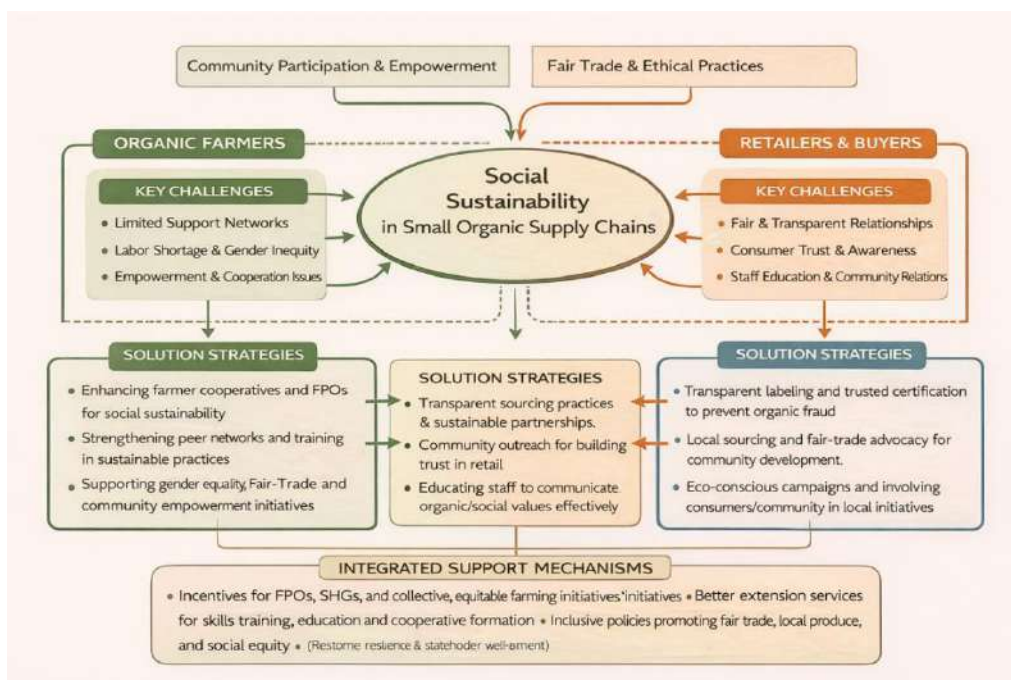 Community Participation & Empowerment
Fair Trade & Ethical Practices
ORGANIC FARMERS
RETAILERS & BUYERS
KEY CHALLENGES
• Limited Support Networks
• Labor Shortage & Gender Inequity
• Empowerment & Cooperation Issues
Social
Sustainability
in Small Organic Supply Chains
KEY CHALLENGES
• Fair & Transparent Relationships
• Consumer Trust & Awareness
• Staff Education & Community Relations
SOLUTION STRATEGIES
• Enhancing farmer cooperatives and FPOs
for social sustainability
• Strengthening peer networks and training
in sustainable practices
• Supporting gender equality, Fair-Trade and
community empowerment initiatives
SOLUTION STRATEGIES
• Transparent sourcing practices
& sustainable partnerships.
• Community outreach for building
trust in retail
• Educating staff to communicate
organic/social values effectively
SOLUTION STRATEGIES
• Transparent labeling and trusted certification
to prevent organic fraud
• Local sourcing and fair-trade advocacy for
community development.
• Eco-conscious campaigns and involving
consumers/community in local initiatives
INTEGRATED SUPPORT MECHANISMS
• Incentives for FPOs, SHGs, and collective, equitable farming initiatives'initiatives • Better extension services
for skills training, education and cooperative formation • Inclusive policies promoting fair trade, local produce,
and social equity • (Restome resilience & statehoder well-ament)